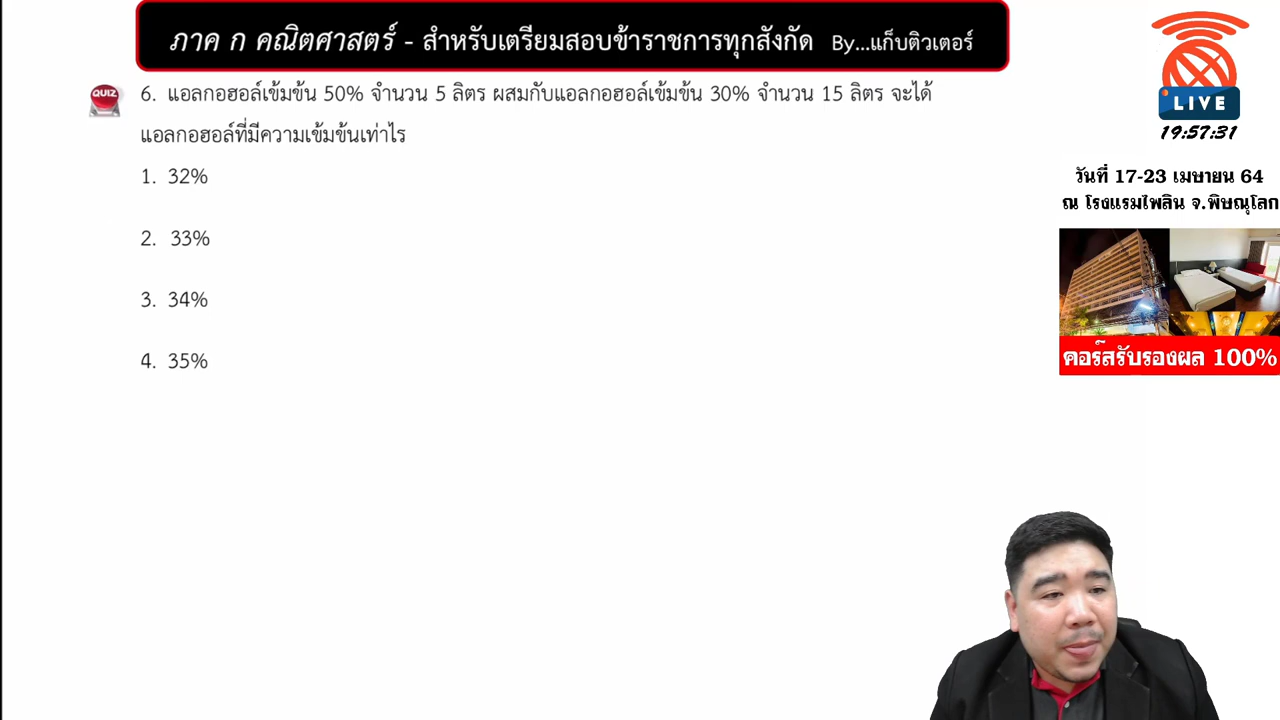 ภาค ก คณิตศาสตร์ - สำหรับเตรียมสอบข้าราชการทุกสังกัด By...แก็บติวเตอร์
QUIZ
6. แอลกอฮอล์เข้มข้น 50% จำนวน 5 ลิตร ผสมกับแอลกอฮอล์เข้มข้น 30% จำนวน 15 ลิตร จะได้
แอลกอฮอล์ที่มีความเข้มข้นเท่าไร
1. 32%
2. 33%
3. 34%
4. 35%
LIVE
19:57:31
วันที่ 17-23 เมษายน 64
ณ โรงแรมไพลิน จ.พิษณุโลก
คอร์สรับรองผล 100%